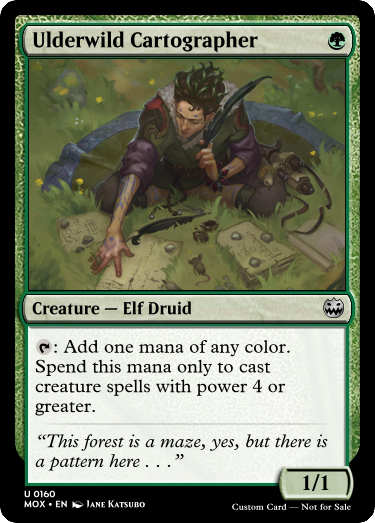 Ulderwild Cartographer
Creature — Elf Druid
: Add one mana of any color.
Spend this mana only to cast
creature spells with power 4 or
greater.
“This forest is a maze, yes, but there is
a pattern here . . .”
1/1
U 0160
MOX • EN Jane Katsubo
Custom Card — Not for Sale